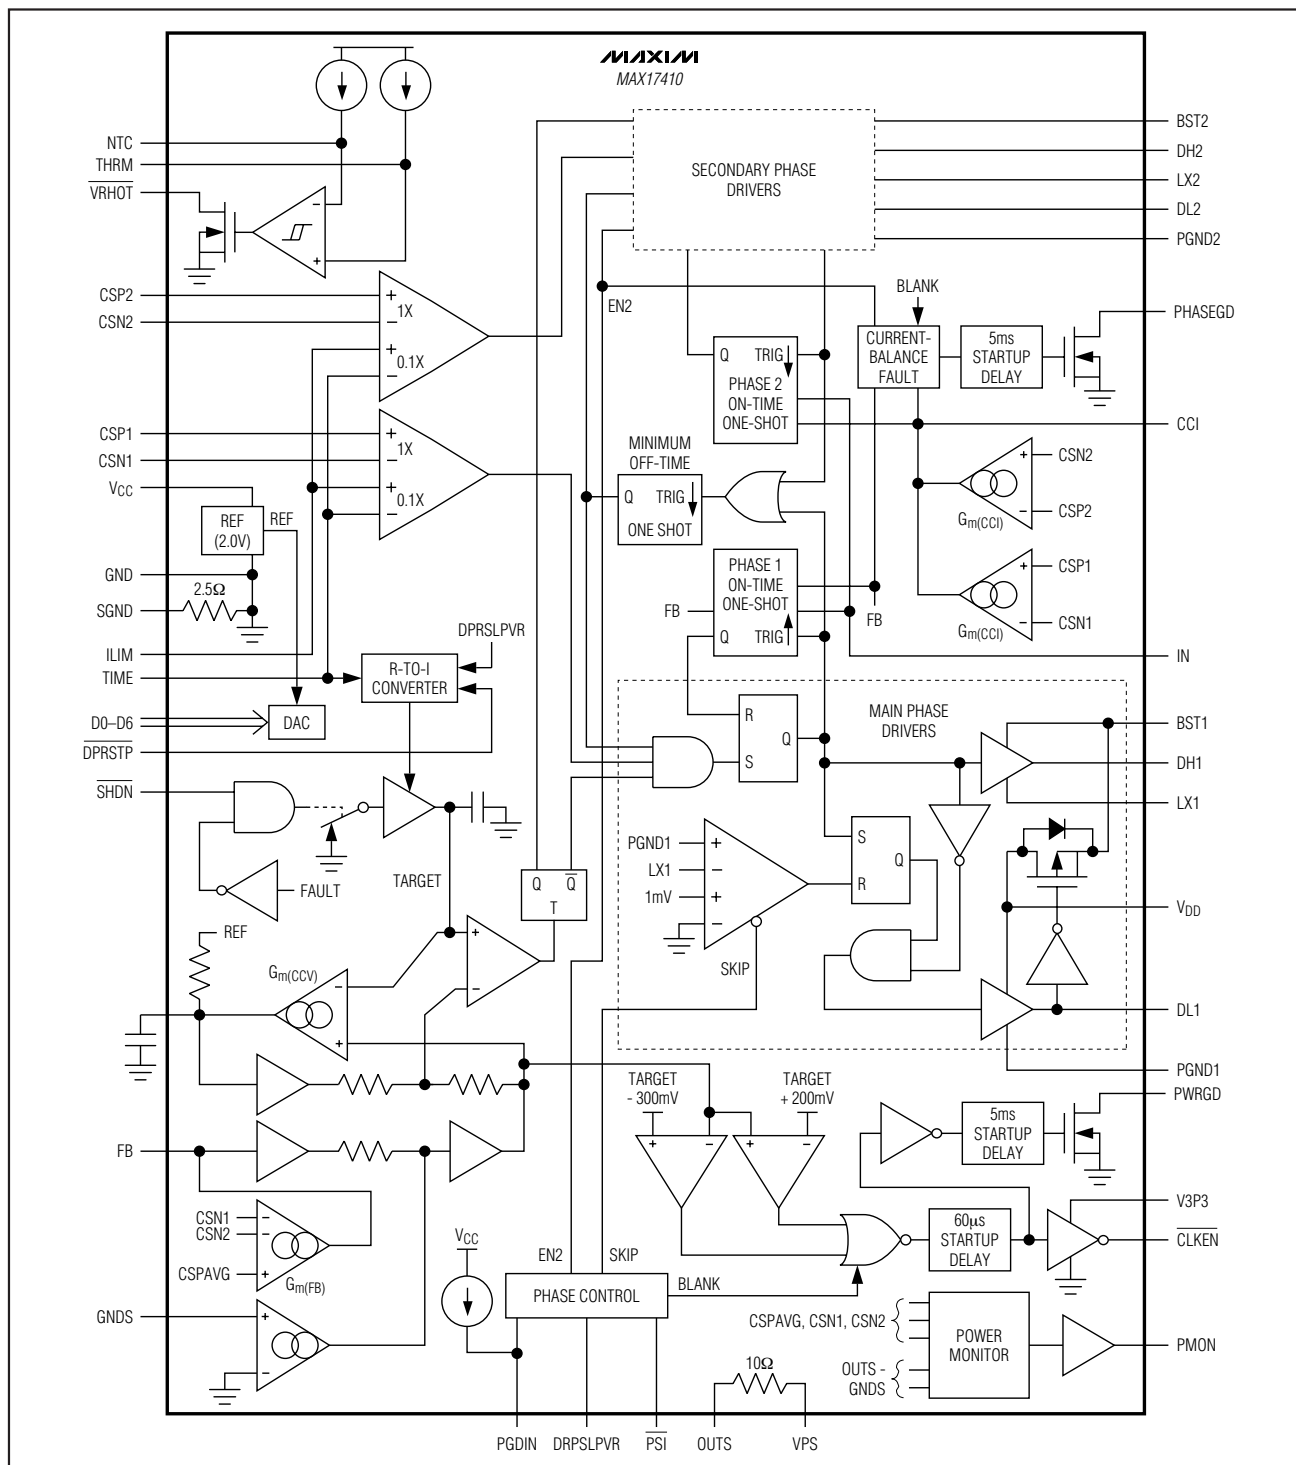 MAXIM
MAX17410
NTC
THRM
VRHOT
CSP2
CSN2
CSP1
CSN1
VCC
GND
SGND
ILIM
TIME
D0–D6
DPRSTP
SHDN
FB
GNDS
BST2
DH2
LX2
DL2
PGND2
PHASEGD
CCI
IN
BST1
DH1
LX1
VDD
DL1
PGND1
PWRGD
V3P3
CLKEN
PMON
PGDIN
DRPSLPVR
PSI
OUTS
VPS
−
+
SECONDARY PHASE
DRIVERS
EN2
BLANK
CURRENT-
BALANCE
FAULT
5ms
STARTUP
DELAY
+
1X
−
+
0.1X
−
Q
TRIG
PHASE 2
ON-TIME
ONE-SHOT
+
1X
−
+
0.1X
−
MINIMUM
OFF-TIME
Q
TRIG
ONE SHOT
+
CSN2
−
CSP2
Gm(CCI)
REF
(2.0V)
REF
2.5Ω
PHASE 1
ON-TIME
ONE-SHOT
FB
Q
TRIG
FB
+
CSP1
−
CSN1
Gm(CCI)
DPRSLPVR
R-TO-I
CONVERTER
DAC
MAIN PHASE
DRIVERS
R
Q
S
FAULT
TARGET
PGND1
+
LX1
−
1mV
+
−
SKIP
S
Q
R
Q
Q
T
REF
Gm(CCV)
−
+
+
−
TARGET
- 300mV
TARGET
+ 200mV
+
−
+
−
5ms
STARTUP
DELAY
60µs
STARTUP
DELAY
CSN1
−
CSN2
−
CSPAVG
+
Gm(FB)
+
−
VCC
EN2
SKIP
PHASE CONTROL
BLANK
CSPAVG, CSN1, CSN2
OUTS -
GNDS
POWER
MONITOR
10Ω